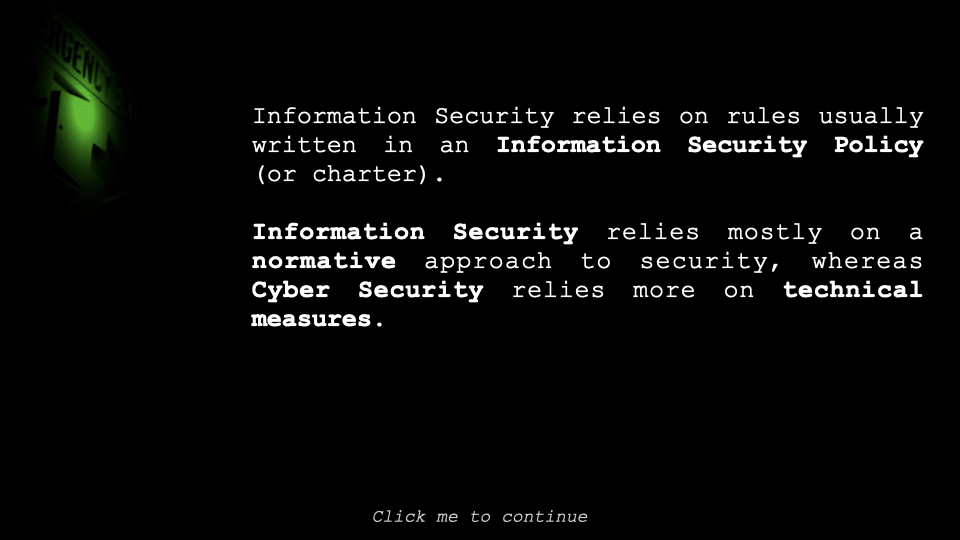 Information Security relies on rules usually
written in an Information Security Policy
(or charter).
Information Security relies mostly on a
normative approach to security, whereas
Cyber Security relies more on technical
measures.
Click me to continue